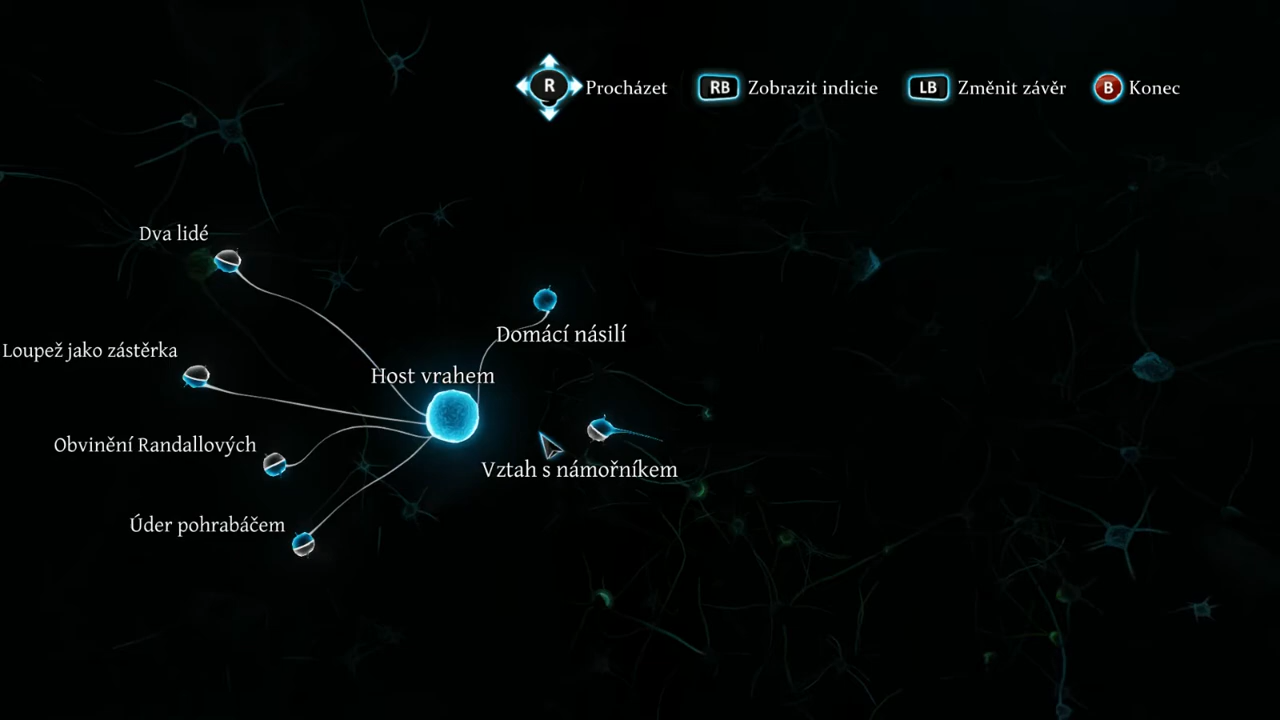 R Procházet RB Zobrazit indicie LB Změnit závěr B Konec
Dva lidé
Domácí násilí
Loupež jako zástěrka
Host vrahem
Obvinění Randallových
Vztah s námořníkem
Úder pohrabáčem